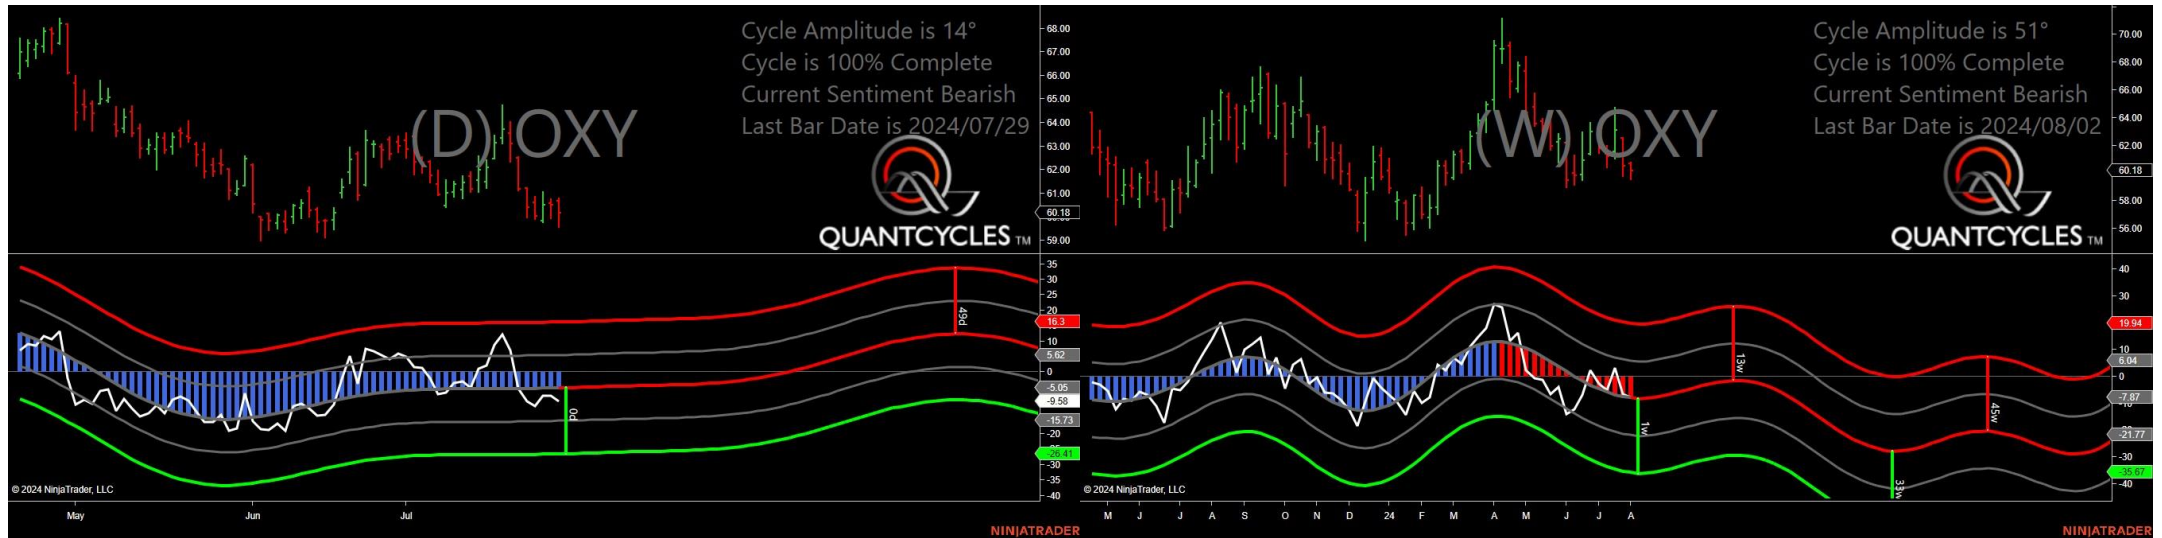 Cycle Amplitude is 14°
Cycle is 100% Complete
Current Sentiment Bearish
Last Bar Date is 2024/07/29
(D) OXY
QUANTCYCLES TM
68.00
67.00
66.00
65.00
64.00
63.00
62.00
61.00
60.18
59.00
35
30
25
20
16.3
10
5.62
0
-5.05
-9.58
-15.73
-20
-26.41
-30
-35
-40
49d
0d
© 2024 NinjaTrader, LLC
May Jun Jul
NINJATRADER
Cycle Amplitude is 51°
Cycle is 100% Complete
Current Sentiment Bearish
Last Bar Date is 2024/08/02
(W) OXY
QUANTCYCLES TM
70.00
68.00
66.00
64.00
62.00
60.18
58.00
56.00
40
30
19.94
10
6.04
0
-7.87
-21.77
-30
-35.67
-40
13w
1w
45w
33w
© 2024 NinjaTrader, LLC
M J J A S O N D 24 F M A M J J A
NINJATRADER